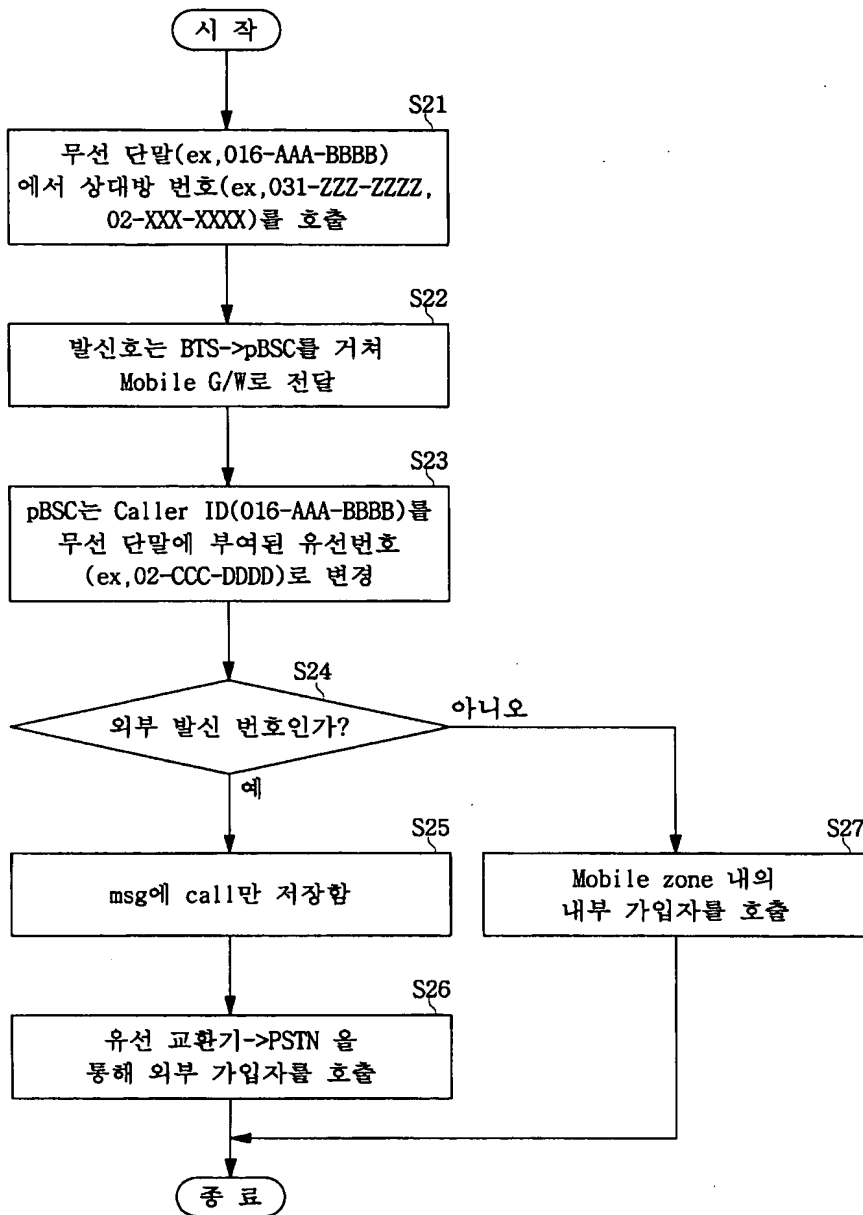 시 작
S21
무선 단말(ex,016-AAA-BBBB)
에서 상대방 번호(ex,031-ZZZ-ZZZZ,
02-XXX-XXXX)를 호출
S22
발신호는 BTS->pBSC를 거쳐
Mobile G/W로 전달
S23
pBSC는 Caller ID(016-AAA-BBBB)를
무선 단말에 부여된 유선번호
(ex,02-CCC-DDDD)로 변경
S24
외부 발신 번호인가?
아니오
예
S25
msg에 call만 저장함
S27
Mobile zone 내의
내부 가입자를 호출
S26
유선 교환기->PSTN 을
통해 외부 가입자를 호출
종 료